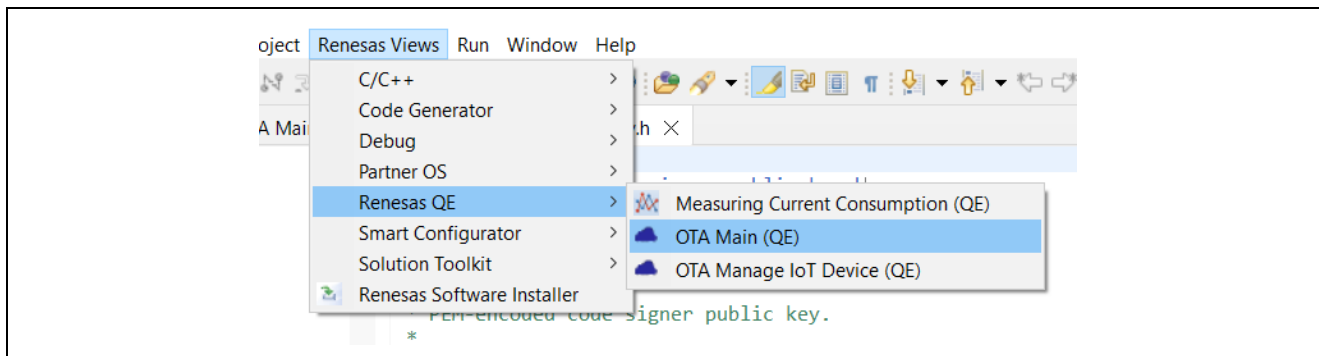 oject Renesas Views Run Window Help
C/C++ >
A Mai
Code Generator >
.h ×
Debug >
Partner OS >
Renesas QE >
Measuring Current Consumption (QE)
Smart Configurator >
OTA Main (QE)
Solution Toolkit >
OTA Manage IoT Device (QE)
Renesas Software Installer
* PEM-encoded code signer public key.
*